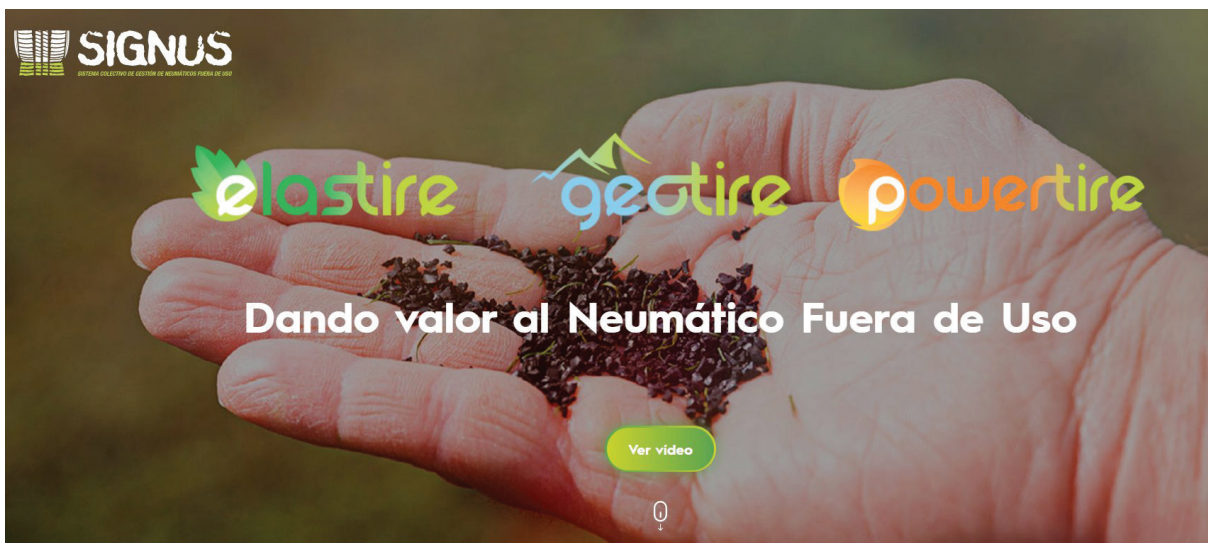 SIGNUS
SISTEMA COLECTIVO DE GESTIÓN DE NEUMÁTICOS FUERA DE USO
elastire
geotire
powertire
Dando valor al Neumático Fuera de Uso
Ver vídeo